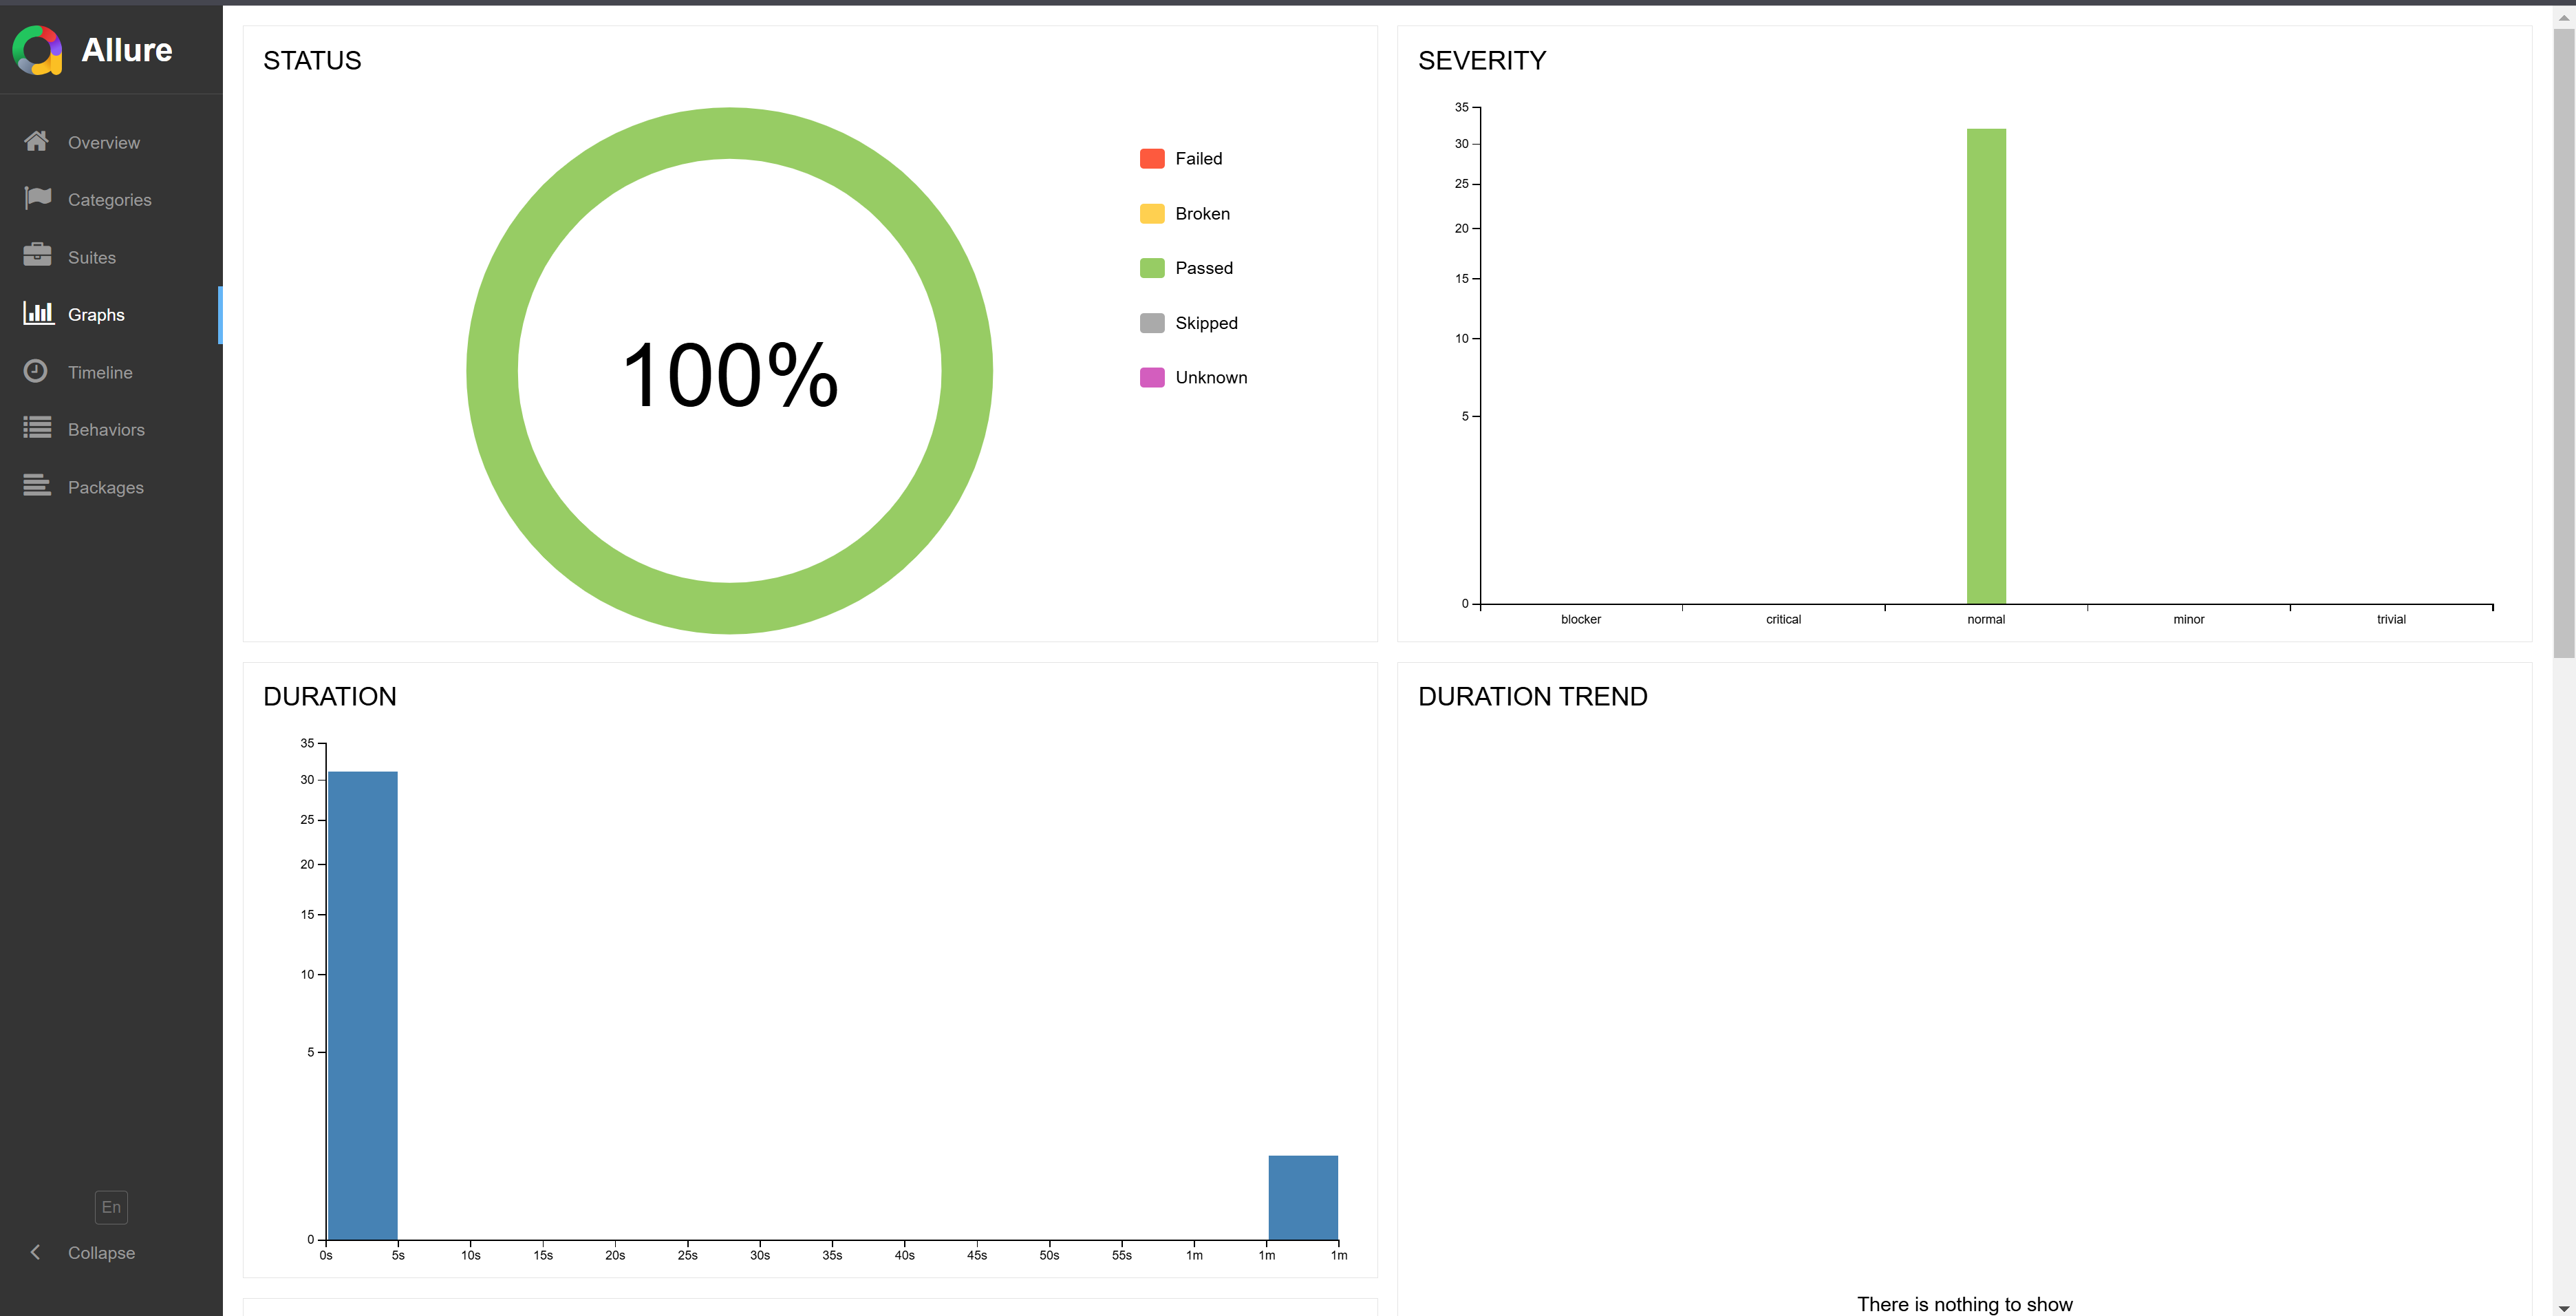 Allure
Overview
Categories
Suites
Graphs
Timeline
Behaviors
Packages
En
Collapse
STATUS
100%
Failed
Broken
Passed
Skipped
Unknown
SEVERITY
35
30
25
20
15
10
5
0
blocker critical normal minor trivial
DURATION
35
30
25
20
15
10
5
0
0s 5s 10s 15s 20s 25s 30s 35s 40s 45s 50s 55s 1m 1m 1m
DURATION TREND
There is nothing to show